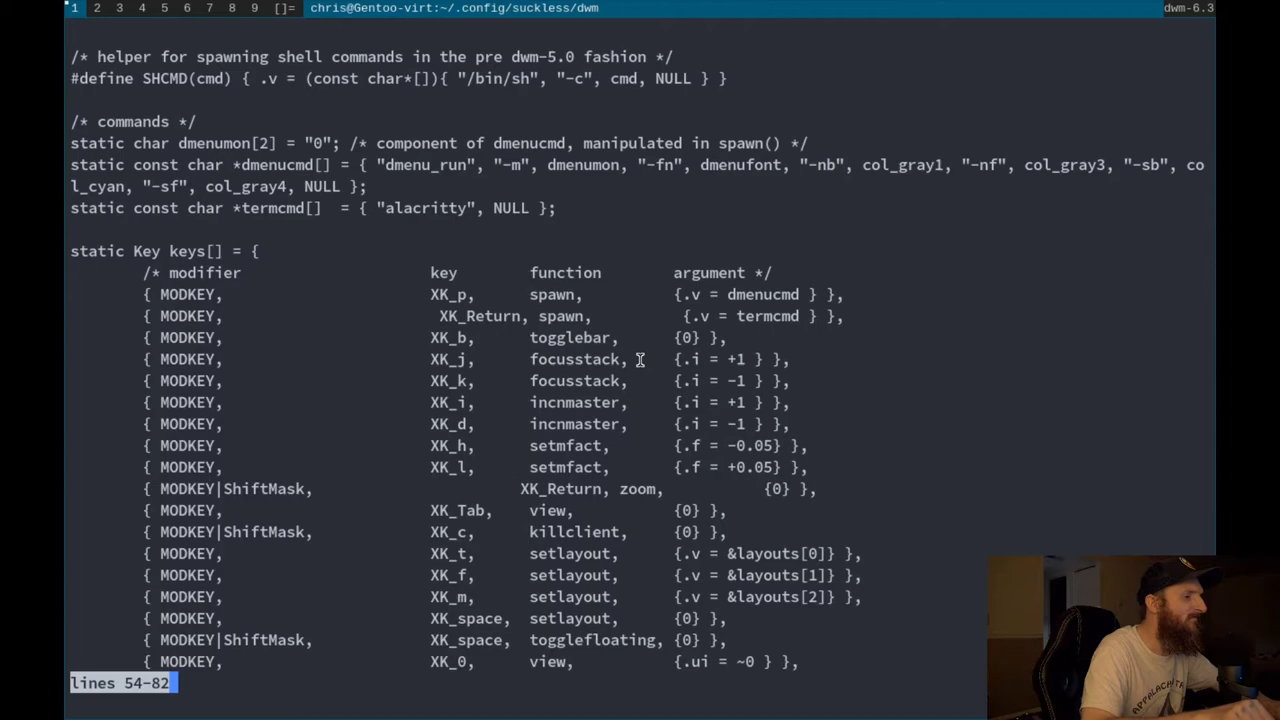 1 2 3 4 5 6 7 8 9 []= chris@Gentoo-virt:~/.config/suckless/dwm dwm-6.3
/* helper for spawning shell commands in the pre dwm-5.0 fashion */
#define SHCMD(cmd) { .v = (const char*[]){ "/bin/sh", "-c", cmd, NULL } }
/* commands */
static char dmenumon[2] = "0"; /* component of dmenucmd, manipulated in spawn() */
static const char *dmenucmd[] = { "dmenu_run", "-m", dmenumon, "-fn", dmenufont, "-nb", col_gray1, "-nf", col_gray3, "-sb", co
l_cyan, "-sf", col_gray4, NULL };
static const char *termcmd[]  = { "alacritty", NULL };
static Key keys[] = {
/* modifier key function argument */
{ MODKEY, XK_p, spawn, {.v = dmenucmd } },
{ MODKEY, XK_Return, spawn, {.v = termcmd } },
{ MODKEY, XK_b, togglebar, {0} },
{ MODKEY, XK_j, focusstack, {.i = +1 } },
{ MODKEY, XK_k, focusstack, {.i = -1 } },
{ MODKEY, XK_i, incnmaster, {.i = +1 } },
{ MODKEY, XK_d, incnmaster, {.i = -1 } },
{ MODKEY, XK_h, setmfact, {.f = -0.05} },
{ MODKEY, XK_l, setmfact, {.f = +0.05} },
{ MODKEY|ShiftMask, XK_Return, zoom, {0} },
{ MODKEY, XK_Tab, view, {0} },
{ MODKEY|ShiftMask, XK_c, killclient, {0} },
{ MODKEY, XK_t, setlayout, {.v = &layouts[0]} },
{ MODKEY, XK_f, setlayout, {.v = &layouts[1]} },
{ MODKEY, XK_m, setlayout, {.v = &layouts[2]} },
{ MODKEY, XK_space, setlayout, {0} },
{ MODKEY|ShiftMask, XK_space, togglefloating, {0} },
{ MODKEY, XK_0, view, {.ui = ~0 } },
lines 54-82